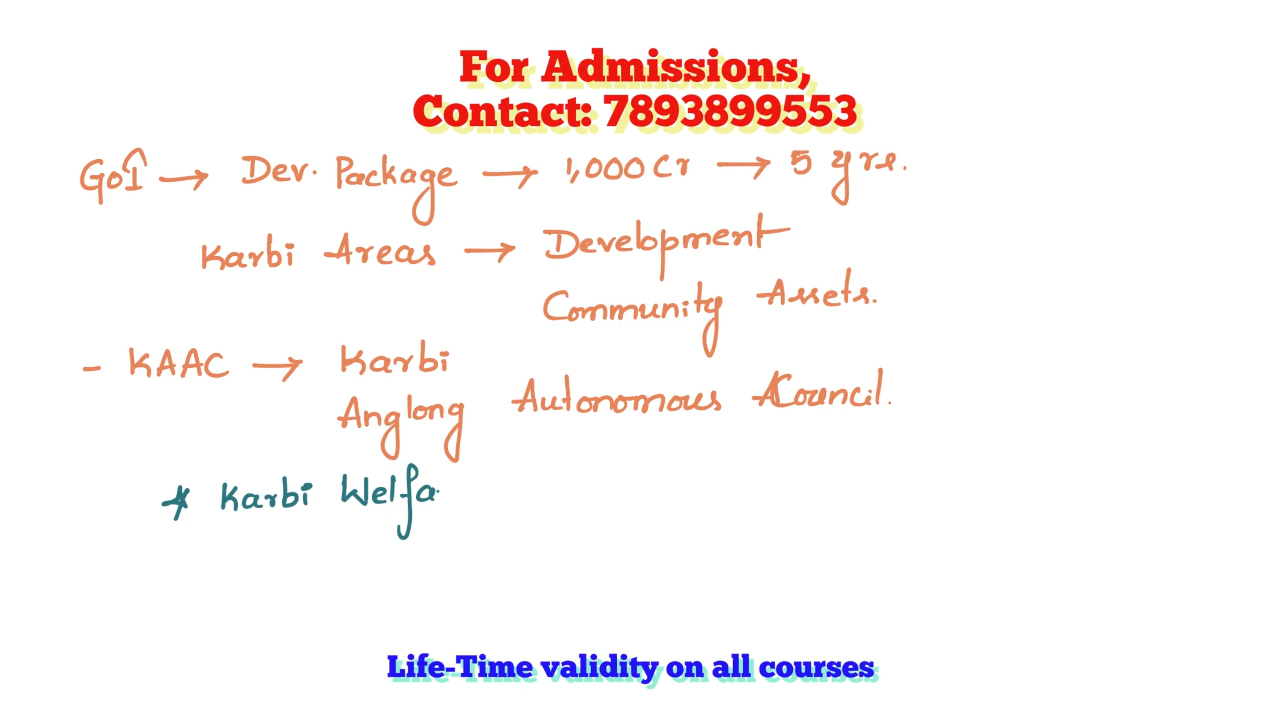 For Admissions,
Contact: 7893899553
GoI → Dev. Package → 1,000 Cr → 5 yrs.
Karbi Areas → Development
Community Assets.
- KAAC → Karbi
Anglong Autonomous Council.
* Karbi Welfa
Life-Time validity on all courses